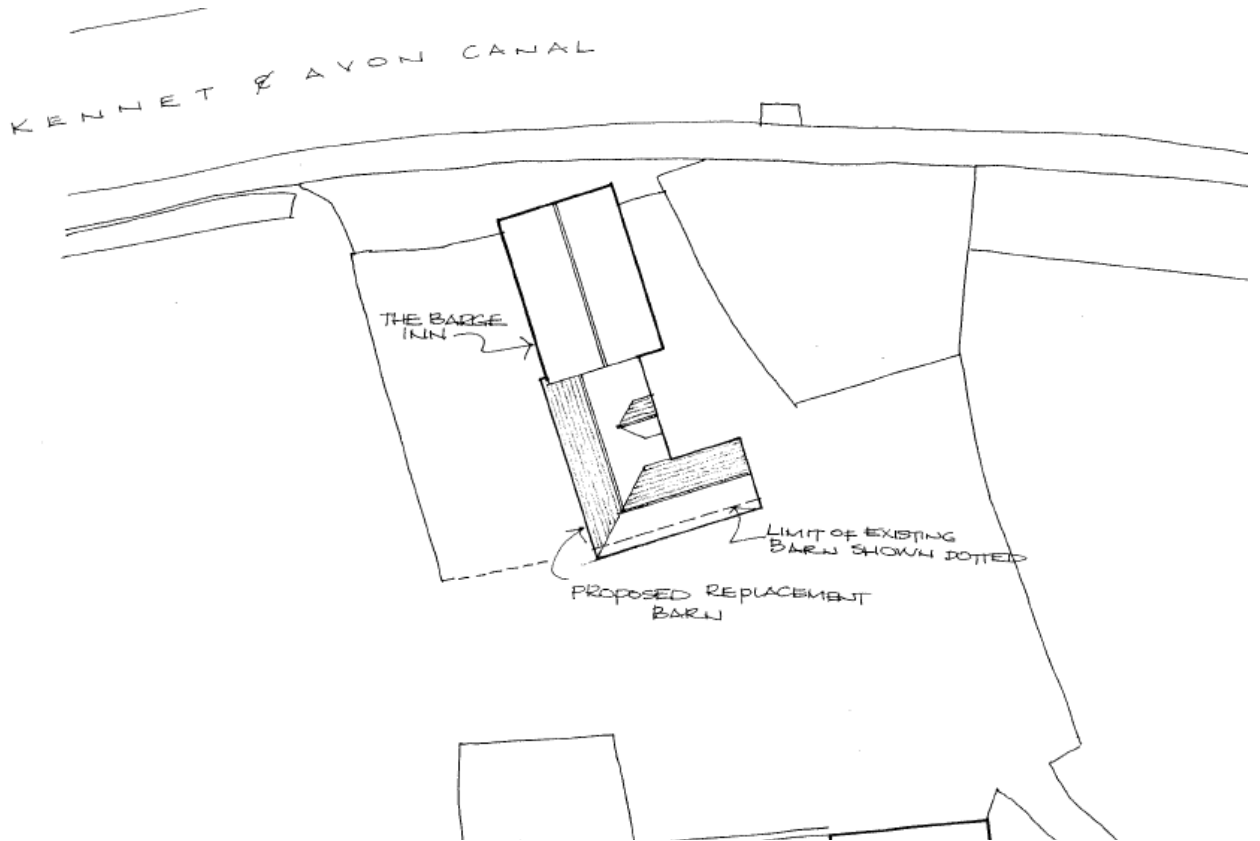 KENNET & AVON CANAL
THE BARGE
INN
LIMIT OF EXISTING
BARN SHOWN DOTTED
PROPOSED REPLACEMENT
BARN